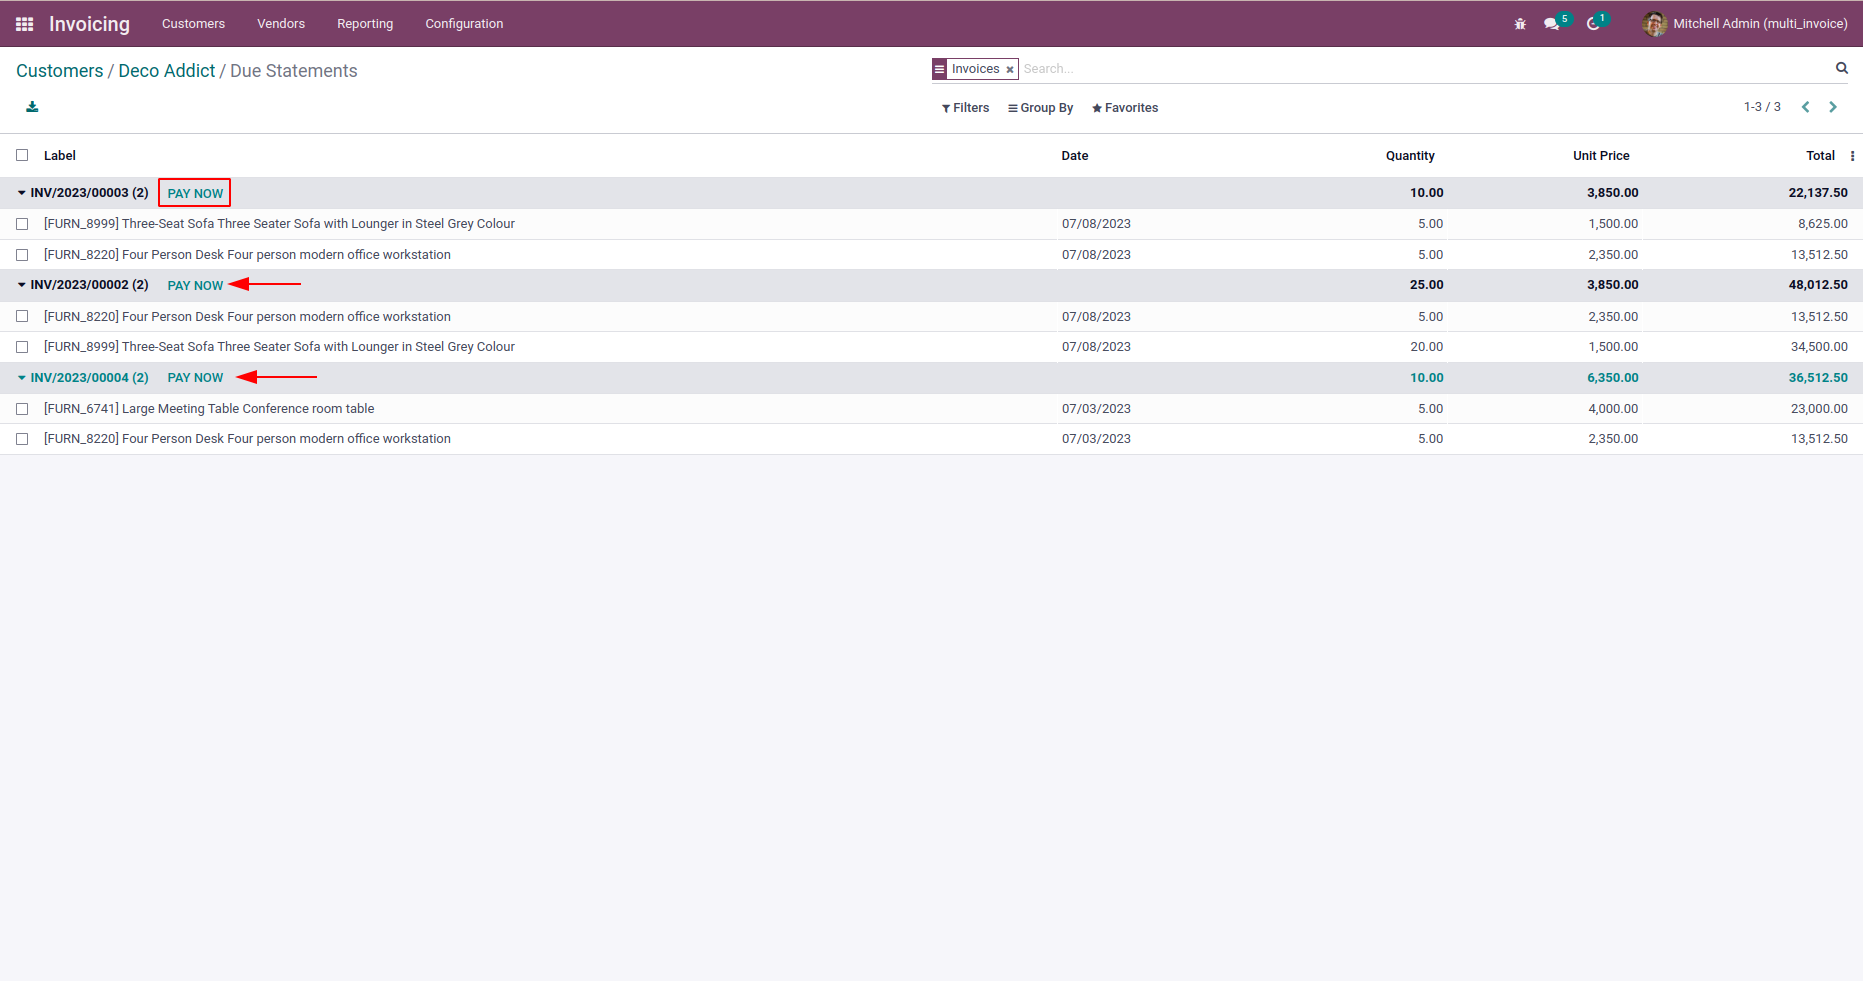 Invoicing Customers Vendors Reporting Configuration 5 1 Mitchell Admin (multi_invoice)
Customers / Deco Addict / Due Statements Invoices × Search...
Filters Group By Favorites 1-3 / 3
Label Date Quantity Unit Price Total
INV/2023/00003 (2) PAY NOW 10.00 3,850.00 22,137.50
[FURN_8999] Three-Seat Sofa Three Seater Sofa with Lounger in Steel Grey Colour 07/08/2023 5.00 1,500.00 8,625.00
[FURN_8220] Four Person Desk Four person modern office workstation 07/08/2023 5.00 2,350.00 13,512.50
INV/2023/00002 (2) PAY NOW 25.00 3,850.00 48,012.50
[FURN_8220] Four Person Desk Four person modern office workstation 07/08/2023 5.00 2,350.00 13,512.50
[FURN_8999] Three-Seat Sofa Three Seater Sofa with Lounger in Steel Grey Colour 07/08/2023 20.00 1,500.00 34,500.00
INV/2023/00004 (2) PAY NOW 10.00 6,350.00 36,512.50
[FURN_6741] Large Meeting Table Conference room table 07/03/2023 5.00 4,000.00 23,000.00
[FURN_8220] Four Person Desk Four person modern office workstation 07/03/2023 5.00 2,350.00 13,512.50